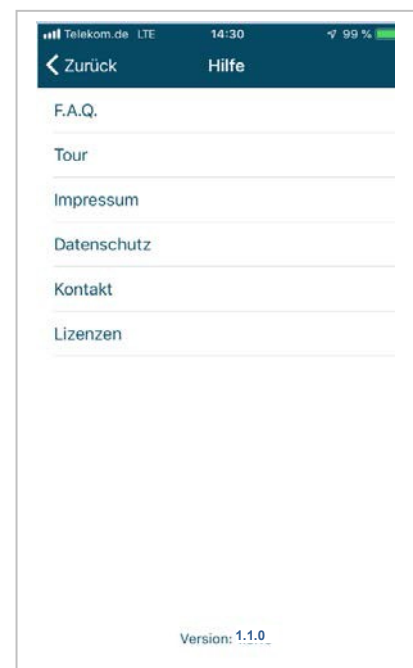 Telekom.de LTE 14:30 99 %
Zurück Hilfe
F.A.Q.
Tour
Impressum
Datenschutz
Kontakt
Lizenzen
Version: 1.1.0